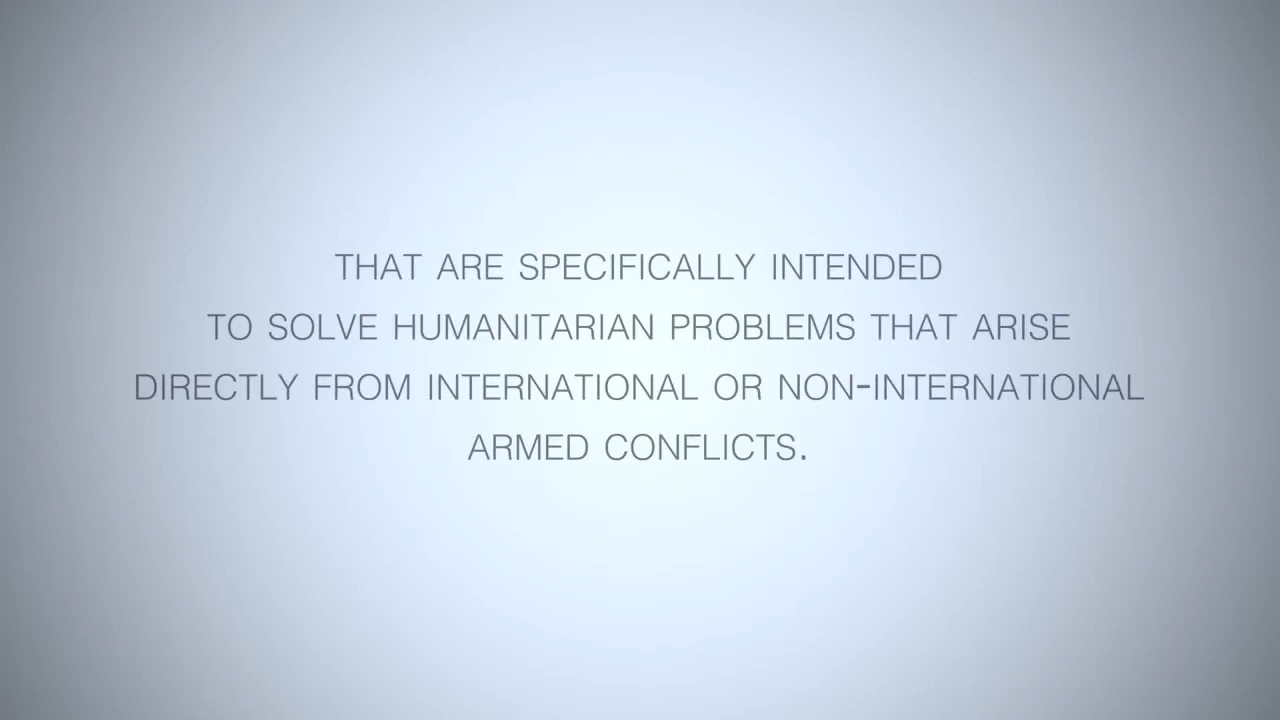 THAT ARE SPECIFICALLY INTENDED
TO SOLVE HUMANITARIAN PROBLEMS THAT ARISE
DIRECTLY FROM INTERNATIONAL OR NON-INTERNATIONAL
ARMED CONFLICTS.